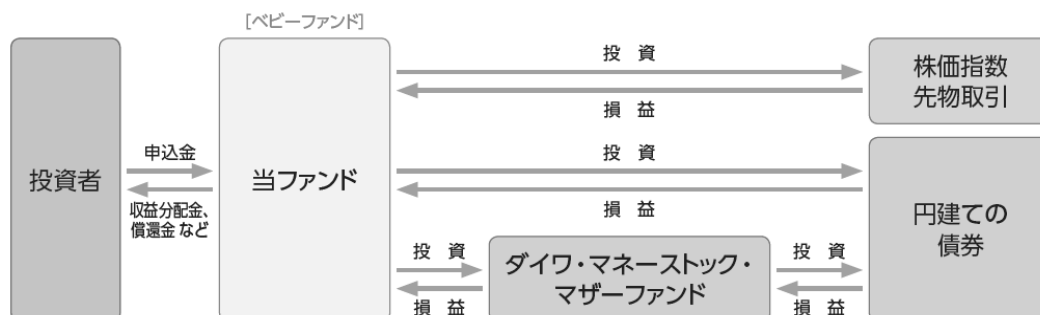 [ベビーファンド]
投資者
申込金
収益分配金、
償還金 など
当ファンド
投 資
損 益
株価指数
先物取引
投 資
損 益
円建ての
債券
投 資
損 益
ダイワ・マネーストック・
マザーファンド
投 資
損 益